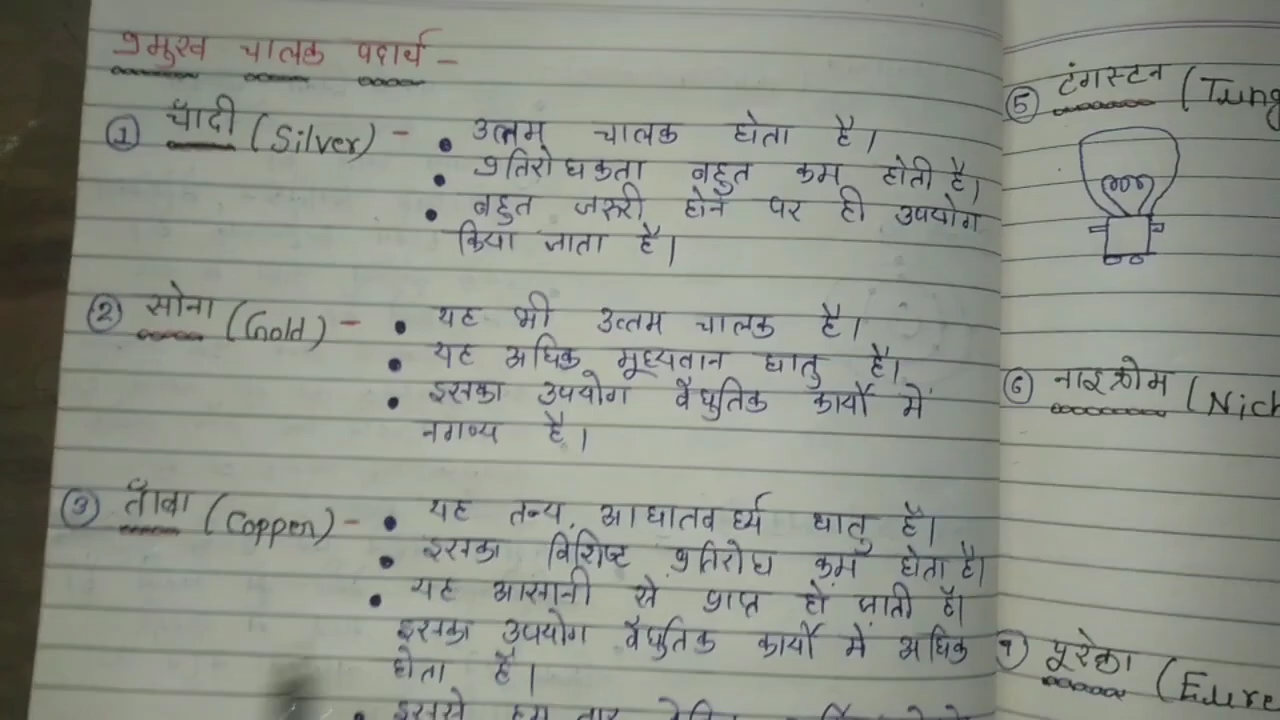 प्रमुख चालक पदार्थ -
① चाँदी (Silver) - • उत्तम चालक होता है।
• प्रतिरोधकता बहुत कम होती है।
• बहुत जरुरी होने पर ही उपयोग
किया जाता है।
② सोना (Gold) - • यह भी उत्तम चालक है।
• यह अधिक मूल्यवान धातु है।
• इसका उपयोग वैधुतिक कार्यों में
नगण्य है।
③ ताँबा (Copper) - • यह तन्य, आघातवर्ध्य धातु है।
• इसका विशिष्ट प्रतिरोध कम होता है।
• यह आसानी से प्राप्त हो जाती है।
इसका उपयोग वैधुतिक कार्यों में अधिक
होता है।
• इससे हम तार
⑤ टंगस्टन (Tung
⑥ नाइक्रोम (Nich
⑦ यूरेका (Eure